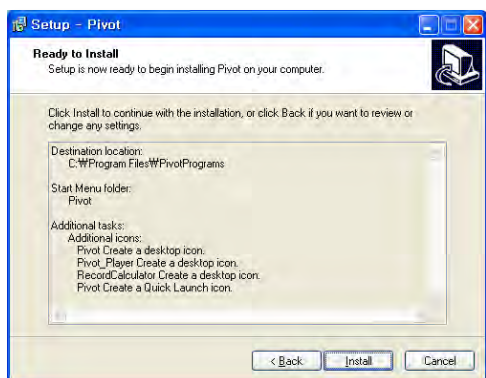 Setup - Pivot
Ready to Install
Setup is now ready to begin installing Pivot on your computer.
Click Install to continue with the installation, or click Back if you want to review or
change any settings.
Destination location:
C:₩Program Files₩PivotPrograms
Start Menu folder:
Pivot
Additional tasks:
Additional icons:
Pivot Create a desktop icon.
Pivot_Player Create a desktop icon.
RecordCalculator Create a desktop icon.
Pivot Create a Quick Launch icon.
< Back Install Cancel